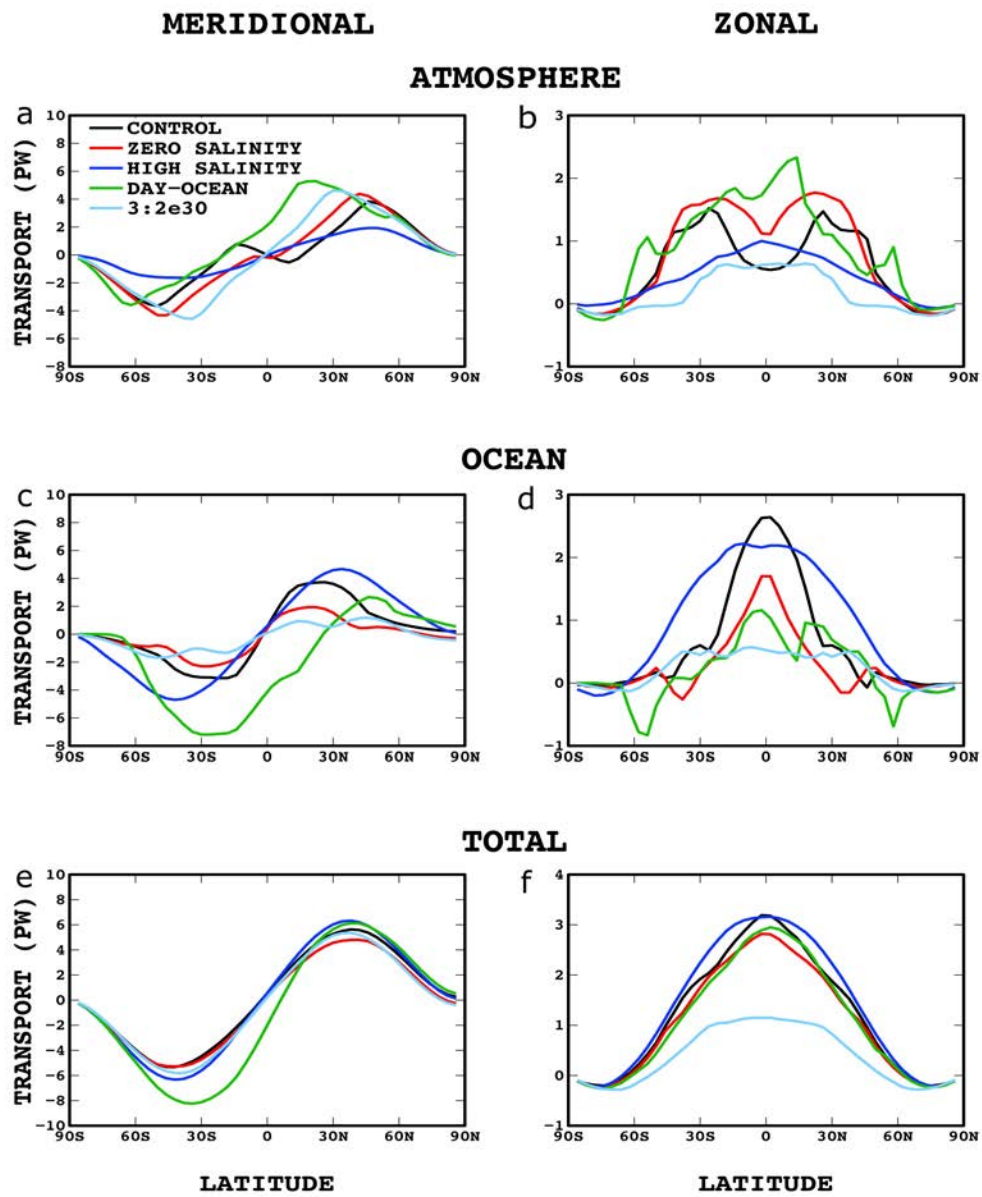 MERIDIONAL ZONAL
ATMOSPHERE
a b
CONTROL
ZERO SALINITY
HIGH SALINITY
DAY-OCEAN
3:2e30
TRANSPORT (PW)
10 8 6 4 2 0 -2 -4 -6 -8
90S 60S 30S 0 30N 60N 90N
3 2 1 0 -1
90S 60S 30S 0 30N 60N 90N
OCEAN
c d
TRANSPORT (PW)
10 8 6 4 2 0 -2 -4 -6 -8
90S 60S 30S 0 30N 60N 90N
3 2 1 0 -1
90S 60S 30S 0 30N 60N 90N
TOTAL
e f
TRANSPORT (PW)
10 8 6 4 2 0 -2 -4 -6 -8 -10
90S 60S 30S 0 30N 60N 90N
4 3 2 1 0 -1
90S 60S 30S 0 30N 60N 90N
LATITUDE LATITUDE